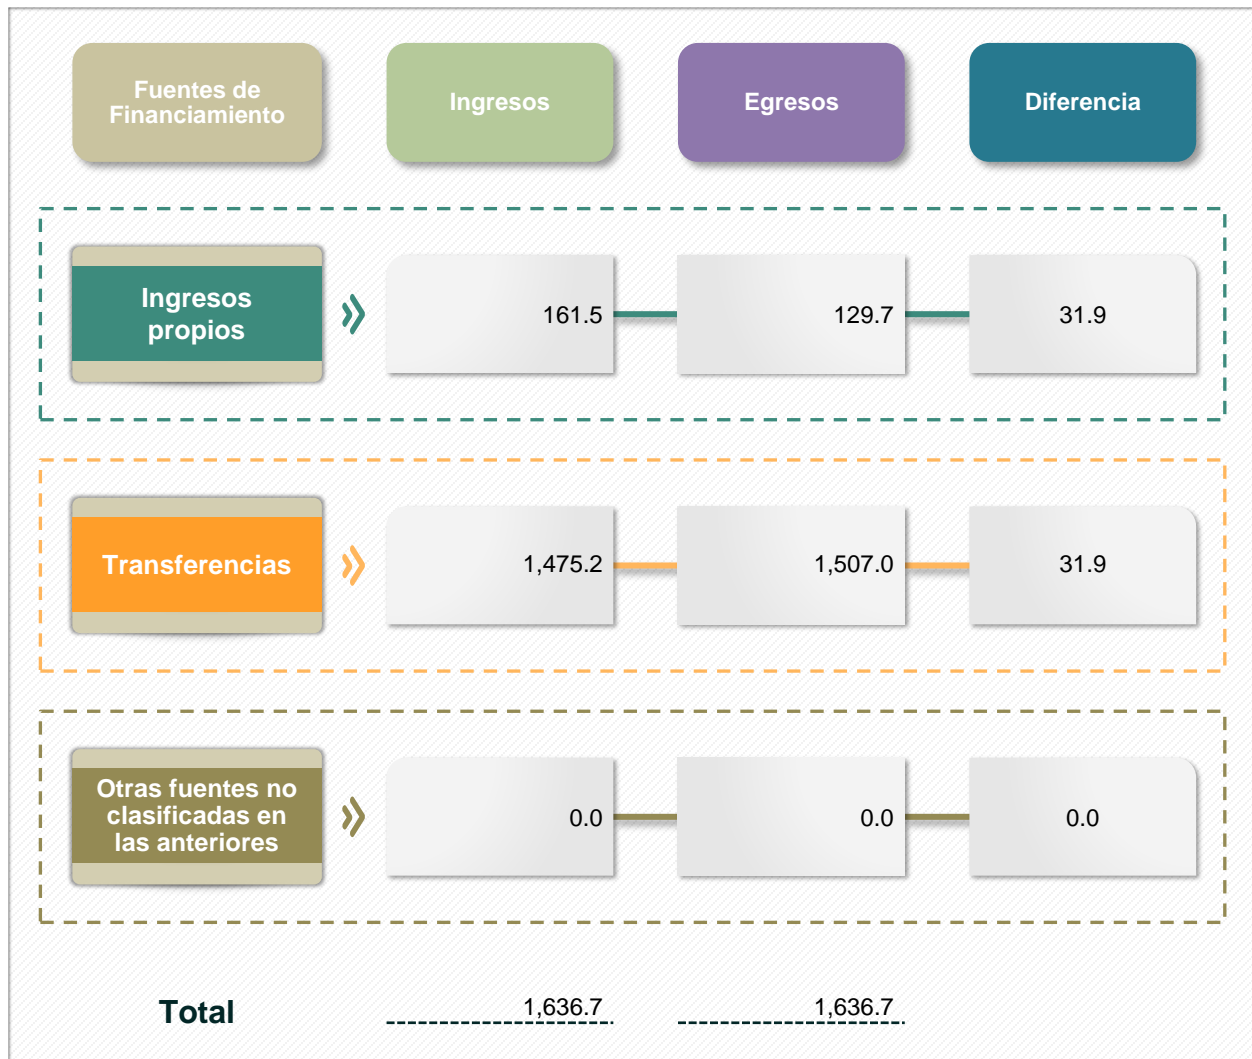 Fuentes de
Financiamiento
Ingresos
Egresos
Diferencia
Ingresos
propios
161.5
129.7
31.9
Transferencias
1,475.2
1,507.0
31.9
Otras fuentes no
clasificadas en
las anteriores
0.0
0.0
0.0
Total
1,636.7
1,636.7